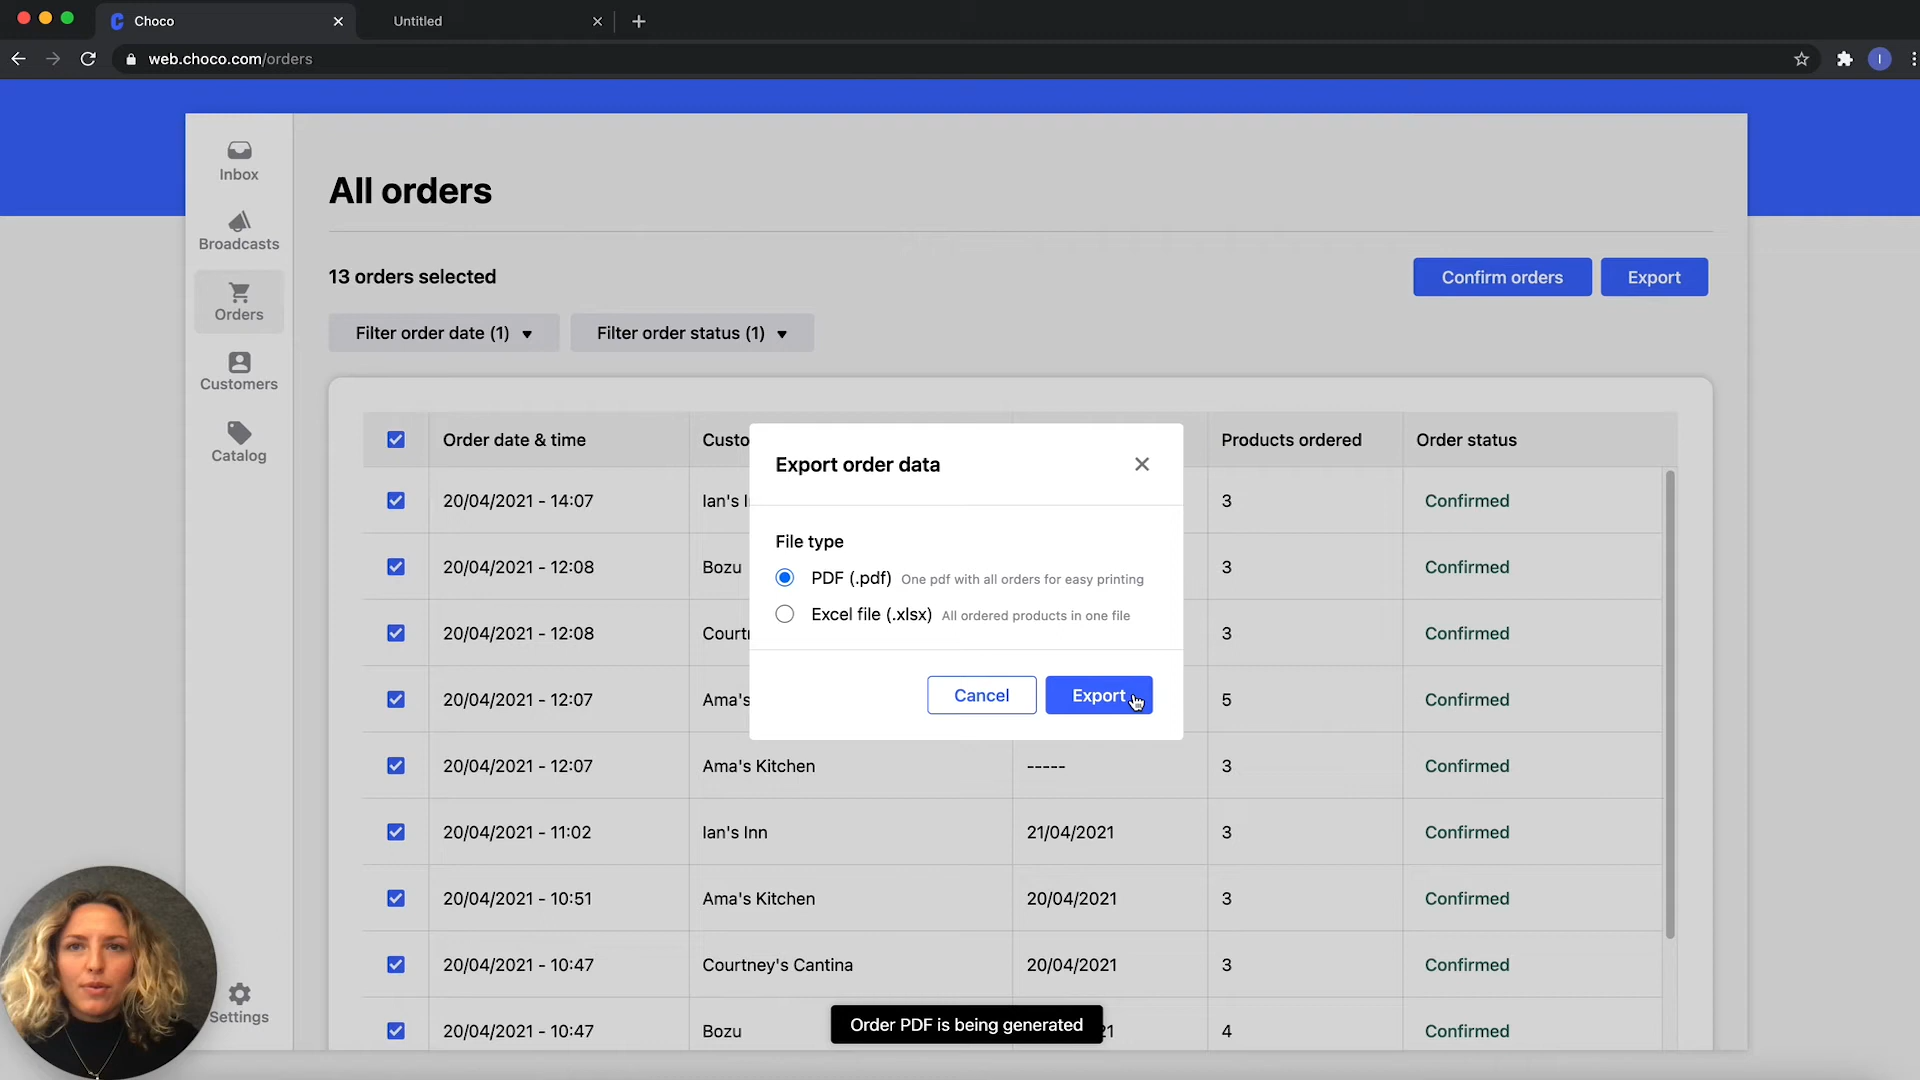 Choco
Untitled
web.choco.com/orders
I
Inbox
Broadcasts
Orders
Customers
Catalog
Settings
All orders
13 orders selected
Confirm orders
Export
Filter order date (1)
Filter order status (1)
Order date & time
Custo
Products ordered
Order status
20/04/2021 - 14:07
Ian's I
3
Confirmed
20/04/2021 - 12:08
Bozu
3
Confirmed
20/04/2021 - 12:08
Court
3
Confirmed
20/04/2021 - 12:07
Ama's
5
Confirmed
20/04/2021 - 12:07
Ama's Kitchen
-----
3
Confirmed
20/04/2021 - 11:02
Ian's Inn
21/04/2021
3
Confirmed
20/04/2021 - 10:51
Ama's Kitchen
20/04/2021
3
Confirmed
20/04/2021 - 10:47
Courtney's Cantina
20/04/2021
3
Confirmed
20/04/2021 - 10:47
Bozu
4
Confirmed
Export order data
File type
PDF (.pdf) One pdf with all orders for easy printing
Excel file (.xlsx) All ordered products in one file
Cancel
Export
Order PDF is being generated